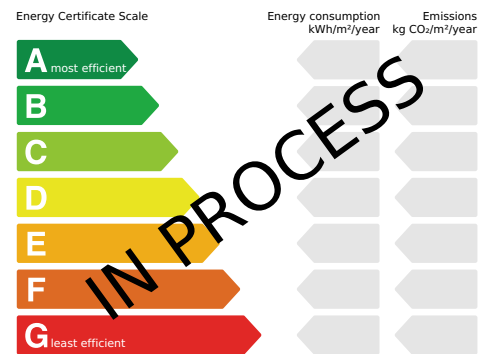 Energy Certificate Scale
Energy consumption
kWh/m²/year
Emissions
kg CO₂/m²/year
A most efficient
B
C
D
E
F
G least efficient
IN PROCESS